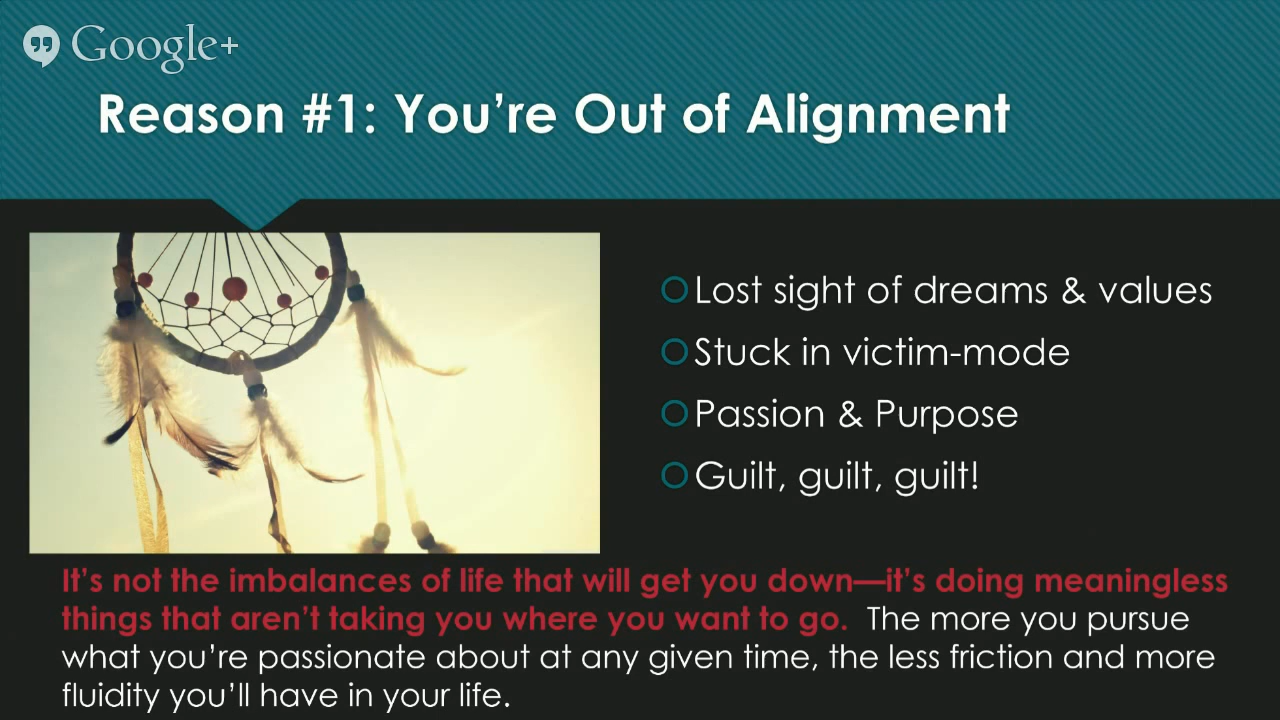 Google+
Reason #1: You’re Out of Alignment
Lost sight of dreams & values
Stuck in victim-mode
Passion & Purpose
Guilt, guilt, guilt!
It’s not the imbalances of life that will get you down—it’s doing meaningless
things that aren’t taking you where you want to go. The more you pursue
what you’re passionate about at any given time, the less friction and more
fluidity you’ll have in your life.